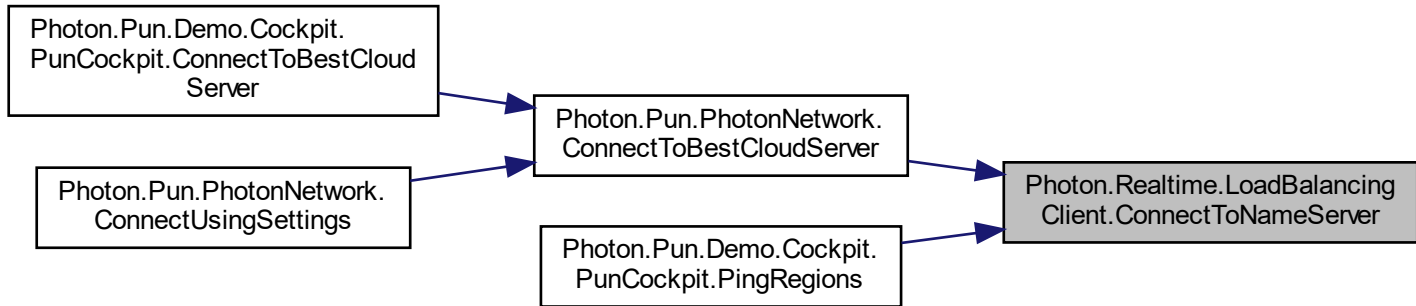 Photon.Pun.Demo.Cockpit.
PunCockpit.ConnectToBestCloud
Server
Photon.Pun.PhotonNetwork.
ConnectUsingSettings
Photon.Pun.PhotonNetwork.
ConnectToBestCloudServer
Photon.Pun.Demo.Cockpit.
PunCockpit.PingRegions
Photon.Realtime.LoadBalancing
Client.ConnectToNameServer